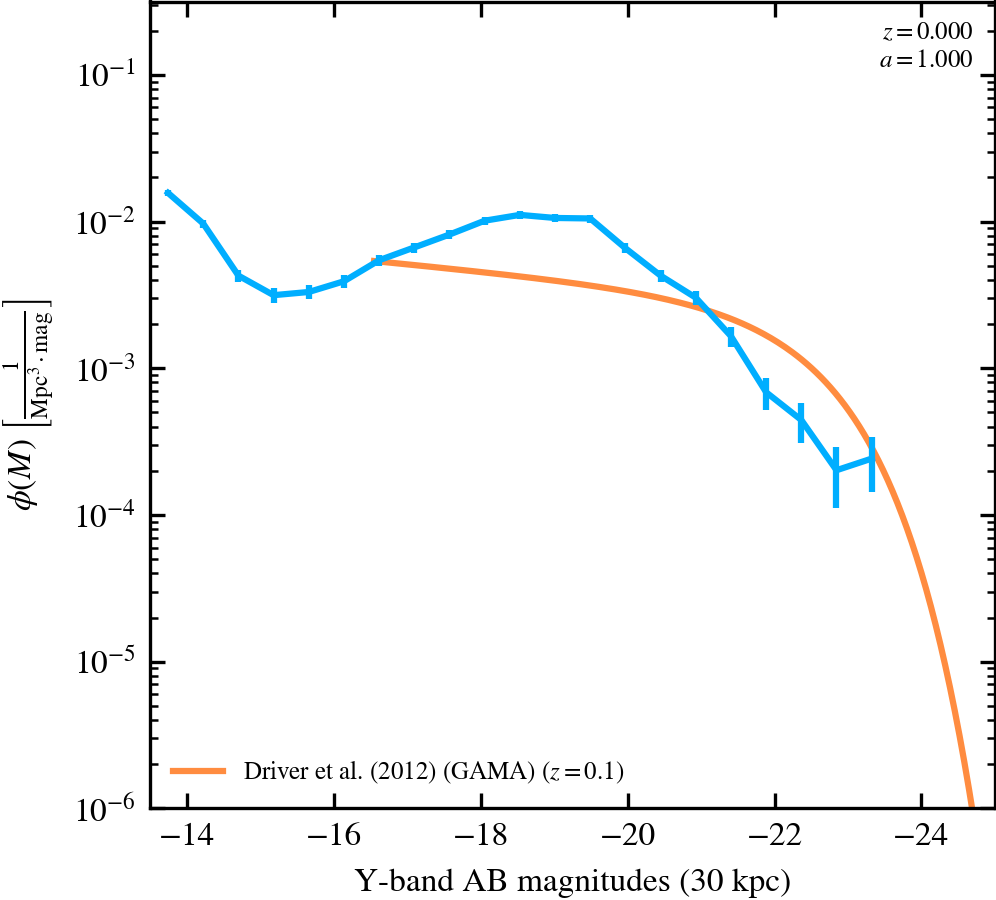 z = 0.000
a = 1.000
10⁻¹
10⁻²
10⁻³
10⁻⁴
10⁻⁵
10⁻⁶
ϕ(M) [1 / Mpc³ · mag]
Driver et al. (2012) (GAMA) (z = 0.1)
−14 −16 −18 −20 −22 −24
Y-band AB magnitudes (30 kpc)